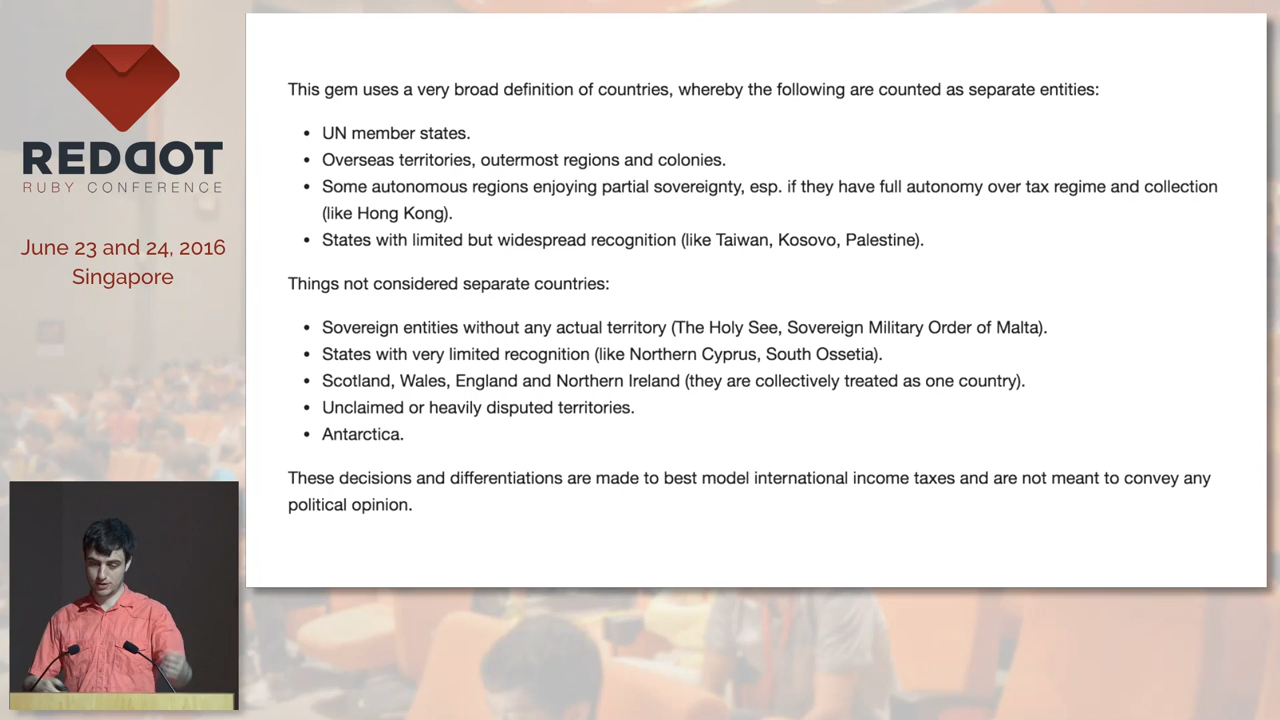 REDDOT
RUBY CONFERENCE
June 23 and 24, 2016
Singapore
This gem uses a very broad definition of countries, whereby the following are counted as separate entities:
• UN member states.
• Overseas territories, outermost regions and colonies.
• Some autonomous regions enjoying partial sovereignty, esp. if they have full autonomy over tax regime and collection
(like Hong Kong).
• States with limited but widespread recognition (like Taiwan, Kosovo, Palestine).
Things not considered separate countries:
• Sovereign entities without any actual territory (The Holy See, Sovereign Military Order of Malta).
• States with very limited recognition (like Northern Cyprus, South Ossetia).
• Scotland, Wales, England and Northern Ireland (they are collectively treated as one country).
• Unclaimed or heavily disputed territories.
• Antarctica.
These decisions and differentiations are made to best model international income taxes and are not meant to convey any
political opinion.